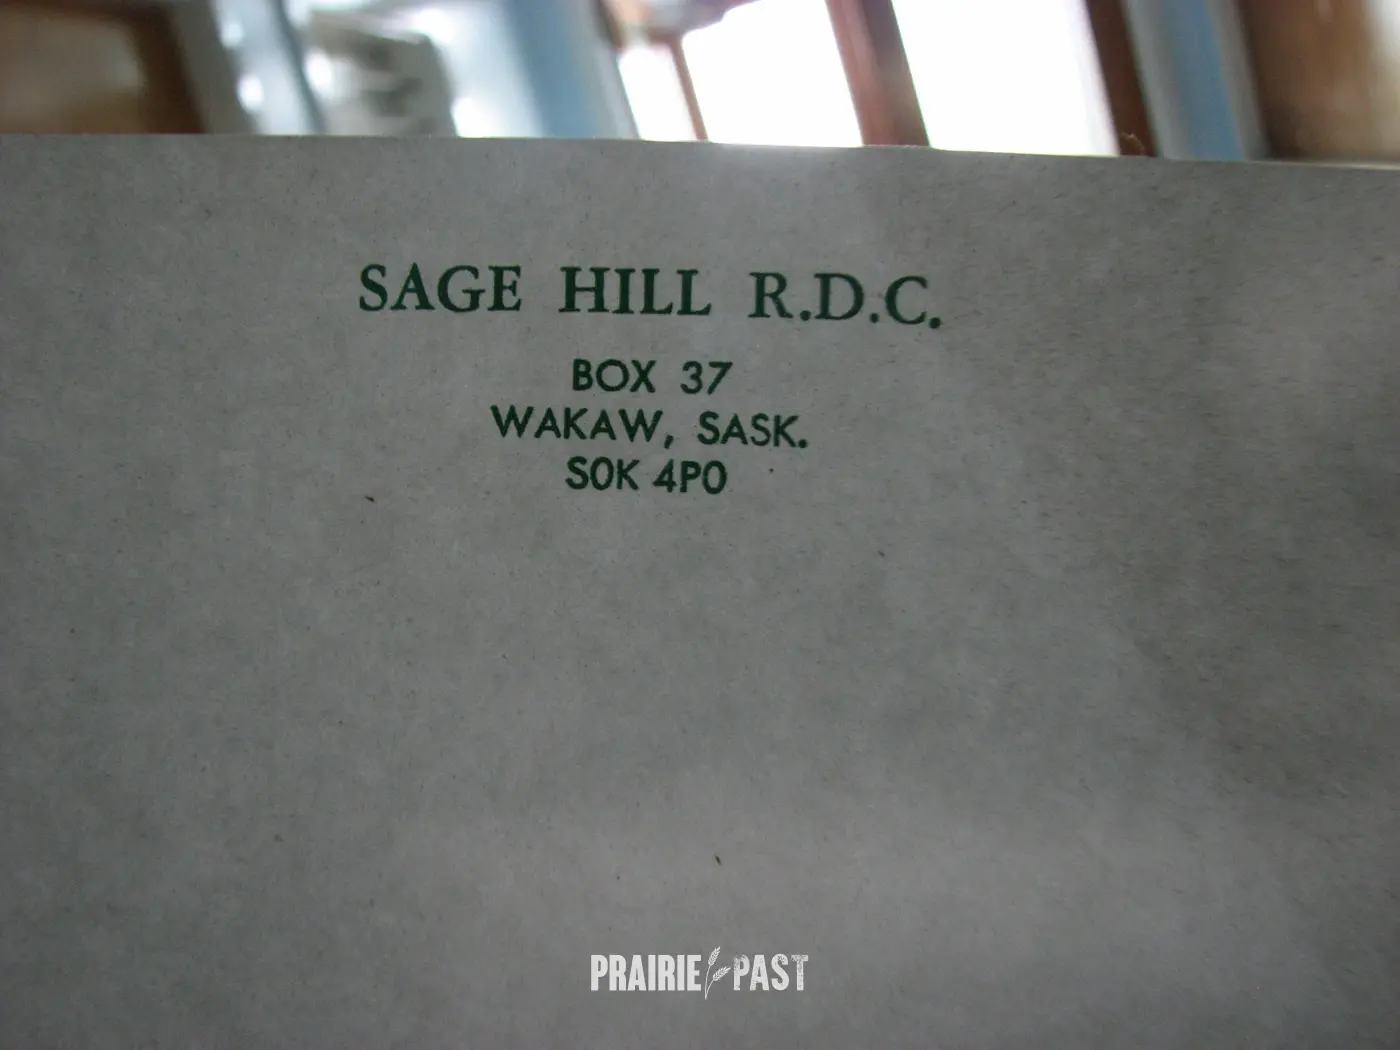 SAGE HILL R.D.C.
BOX 37
WAKAW, SASK.
S0K 4P0
PRAIRIE PAST